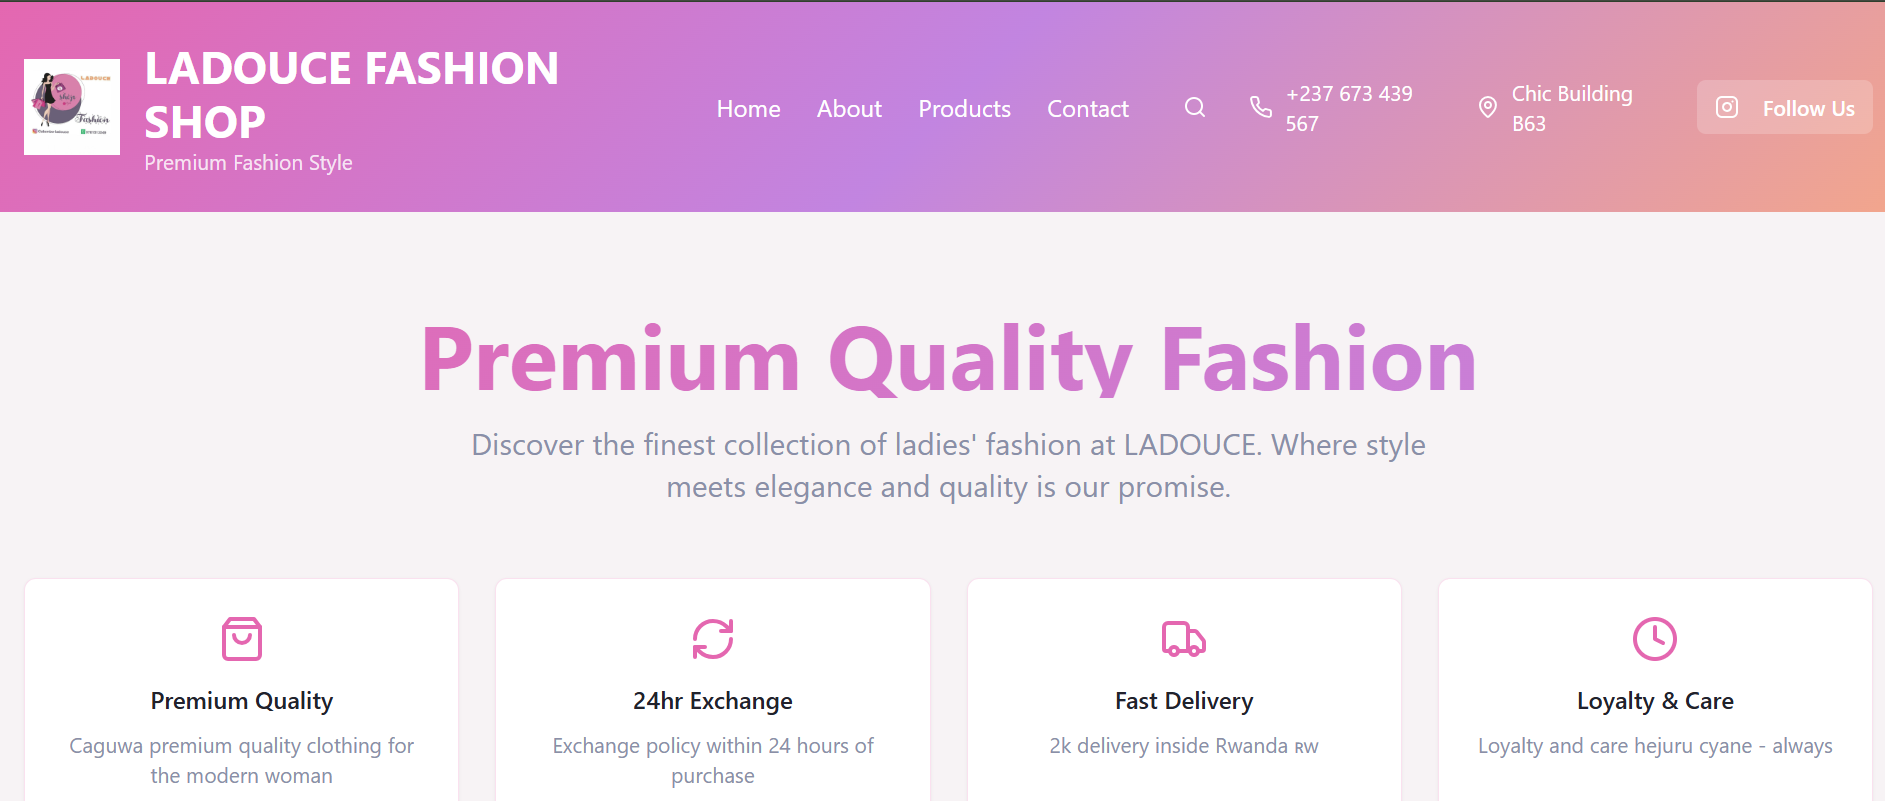 LADOUCE
Shop
Fashion
LADOUCE FASHION
SHOP
Premium Fashion Style
Home
About
Products
Contact
+237 673 439
567
Chic Building
B63
Follow Us
Premium Quality Fashion
Discover the finest collection of ladies' fashion at LADOUCE. Where style
meets elegance and quality is our promise.
Premium Quality
Caguwa premium quality clothing for
the modern woman
24hr Exchange
Exchange policy within 24 hours of
purchase
Fast Delivery
2k delivery inside Rwanda ʀᴡ
Loyalty & Care
Loyalty and care hejuru cyane - always